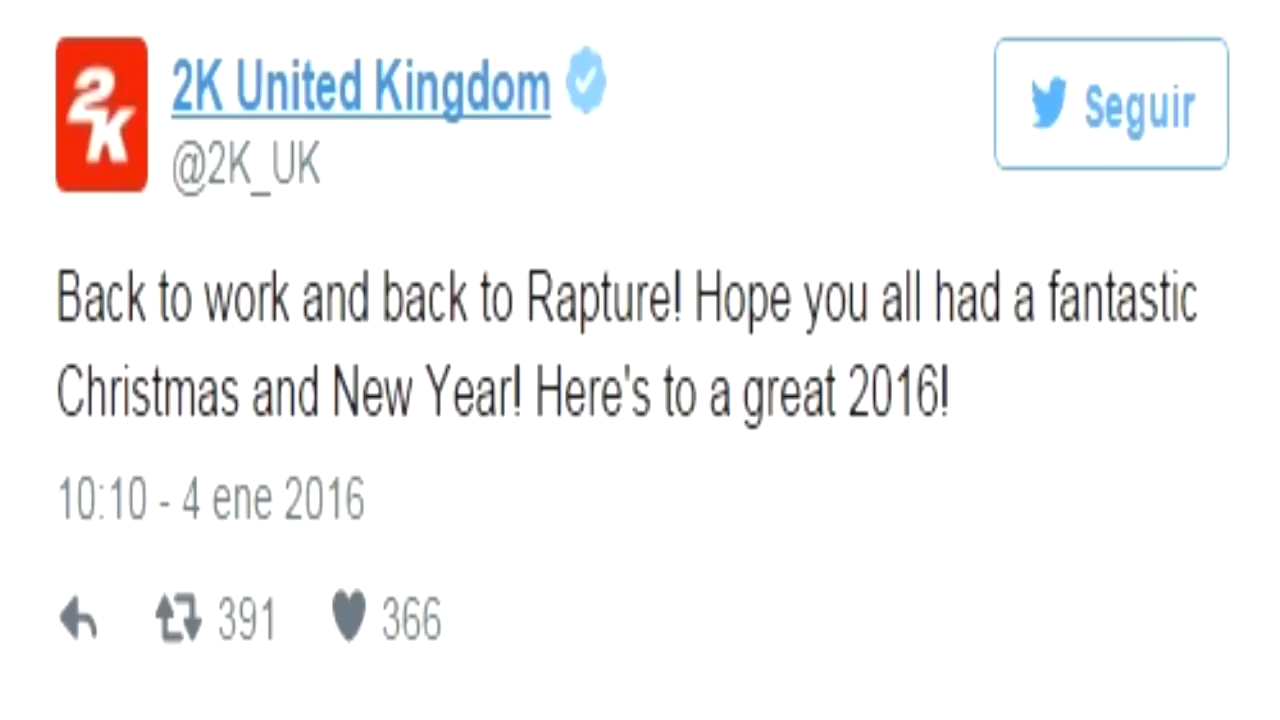 2K
2K United Kingdom
@2K_UK
Seguir
Back to work and back to Rapture! Hope you all had a fantastic
Christmas and New Year! Here's to a great 2016!
10:10 - 4 ene 2016
391 366